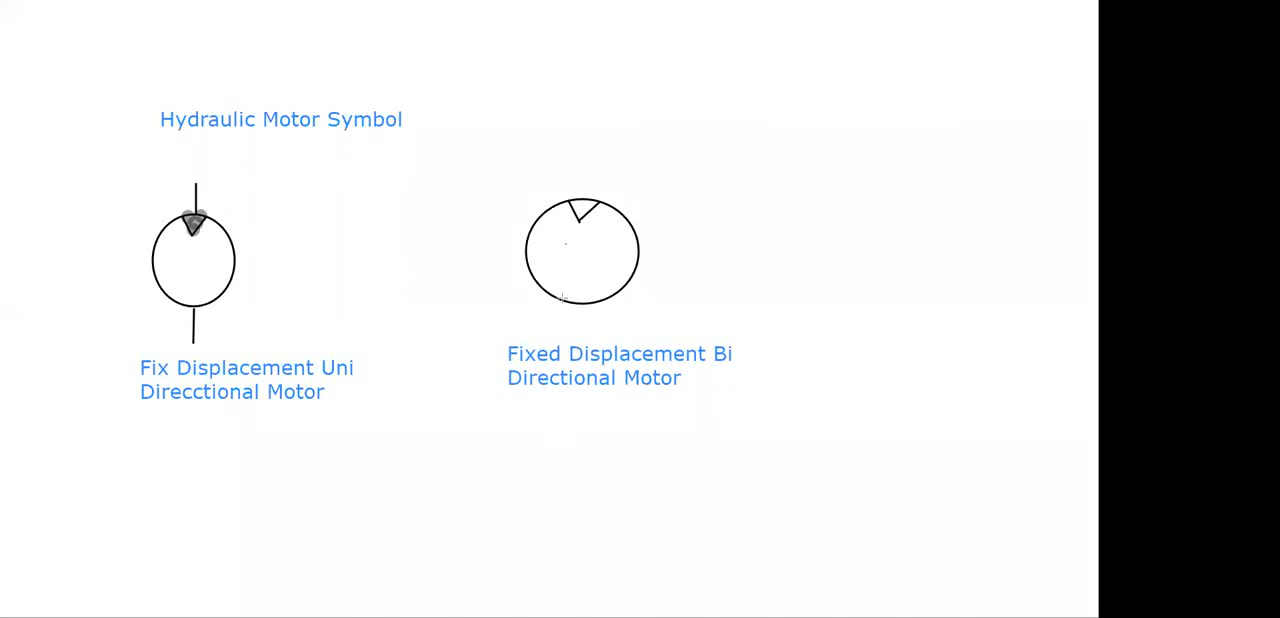 Hydraulic Motor Symbol
Fix Displacement Uni
Direcctional Motor
Fixed Displacement Bi
Directional Motor